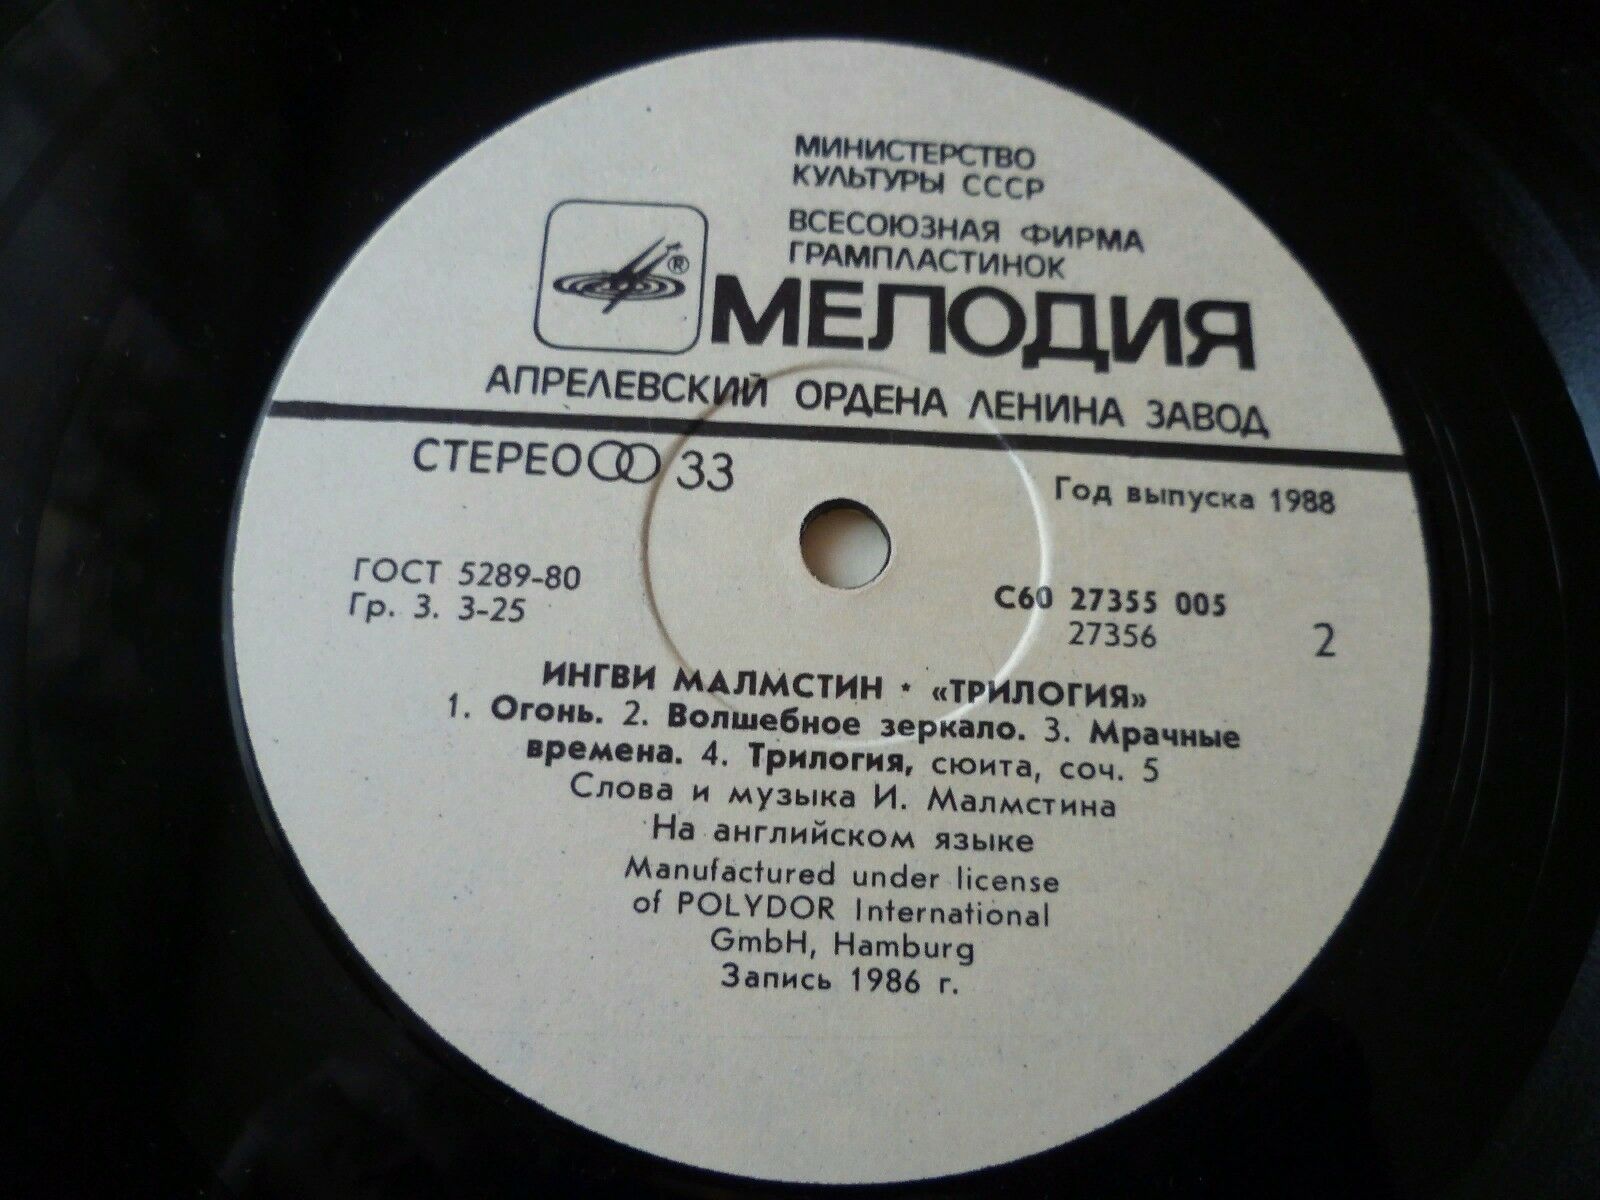 МИНИСТЕРСТВО
КУЛЬТУРЫ СССР
ВСЕСОЮЗНАЯ ФИРМА
ГРАМПЛАСТИНОК
®
МЕЛОДИЯ
АПРЕЛЕВСКИЙ ОРДЕНА ЛЕНИНА ЗАВОД
СТЕРЕО 33
Год выпуска 1988
ГОСТ 5289-80
Гр. 3. 3-25
С60 27355 005
27356
2
ИНГВИ МАЛМСТИН · «ТРИЛОГИЯ»
1. Огонь. 2. Волшебное зеркало. 3. Мрачные
времена. 4. Трилогия, сюита, соч. 5
Слова и музыка И. Малмстина
На английском языке
Manufactured under license
of POLYDOR International
GmbH, Hamburg
Запись 1986 г.